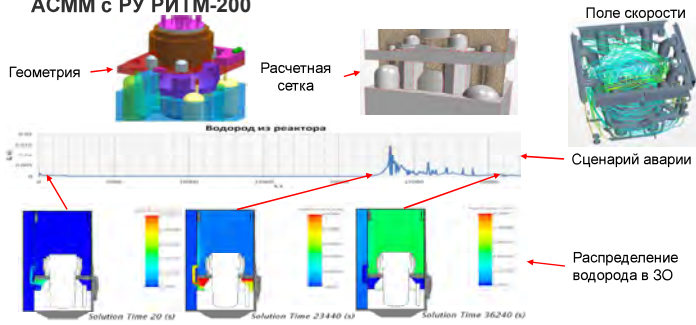 АСММ с РУ РИТМ-200
Поле скорости
Геометрия
Расчетная
сетка
Водород из реактора
Сценарий аварии
Распределение
водорода в ЗО
Solution Time 20 (s)
Solution Time 23440 (s)
Solution Time 36240 (s)